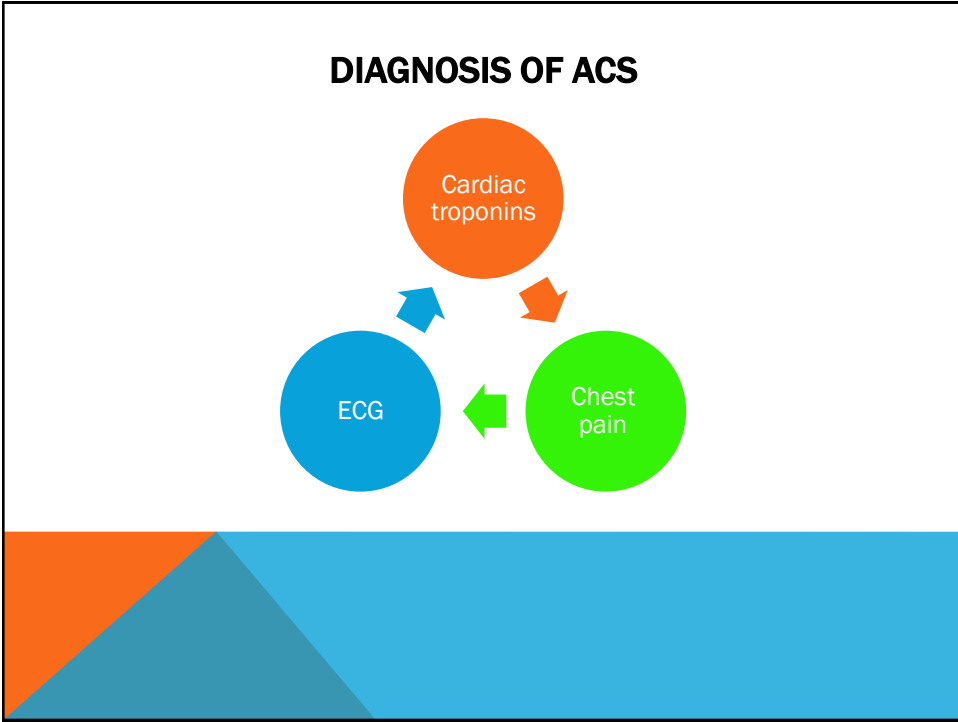 DIAGNOSIS OF ACS
Cardiac
troponins
Chest
pain
ECG